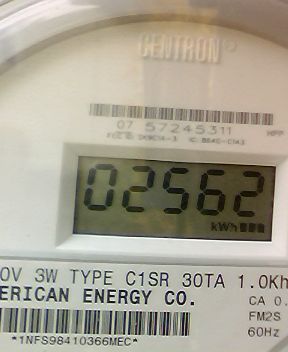 CENTRON
07 57245311
02562
kWh
0V 3W TYPE C1SR 30TA 1.0Kh
ERICAN ENERGY CO.
CA 0.
FM2S
60Hz
*1NFS98410366MEC*